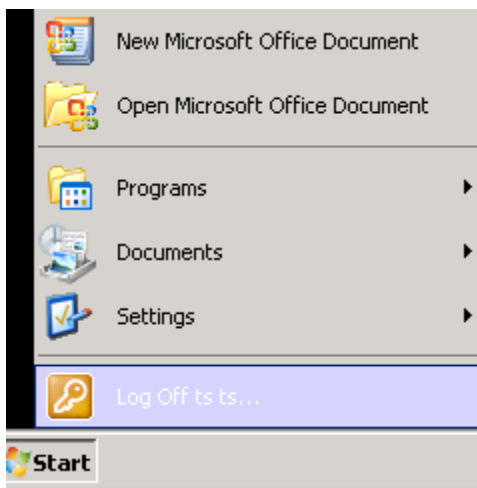 New Microsoft Office Document
Open Microsoft Office Document
Programs
Documents
Settings
Log Off ts ts...
Start